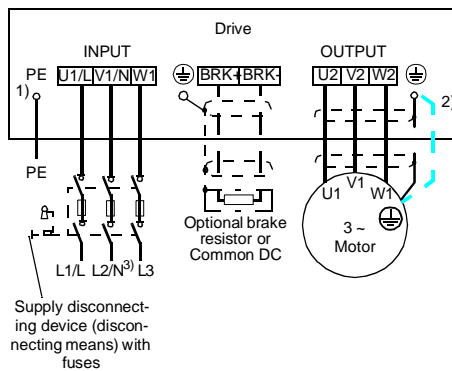 Drive
INPUT
OUTPUT
PE
U1/L V1/N W1
BRK+ BRK-
U2 V2 W2
1)
2)
PE
U1
V1
W1
3 ~
Motor
Optional brake
resistor or
Common DC
L1/L L2/N 3) L3
Supply disconnect-
ing device (discon-
necting means) with
fuses